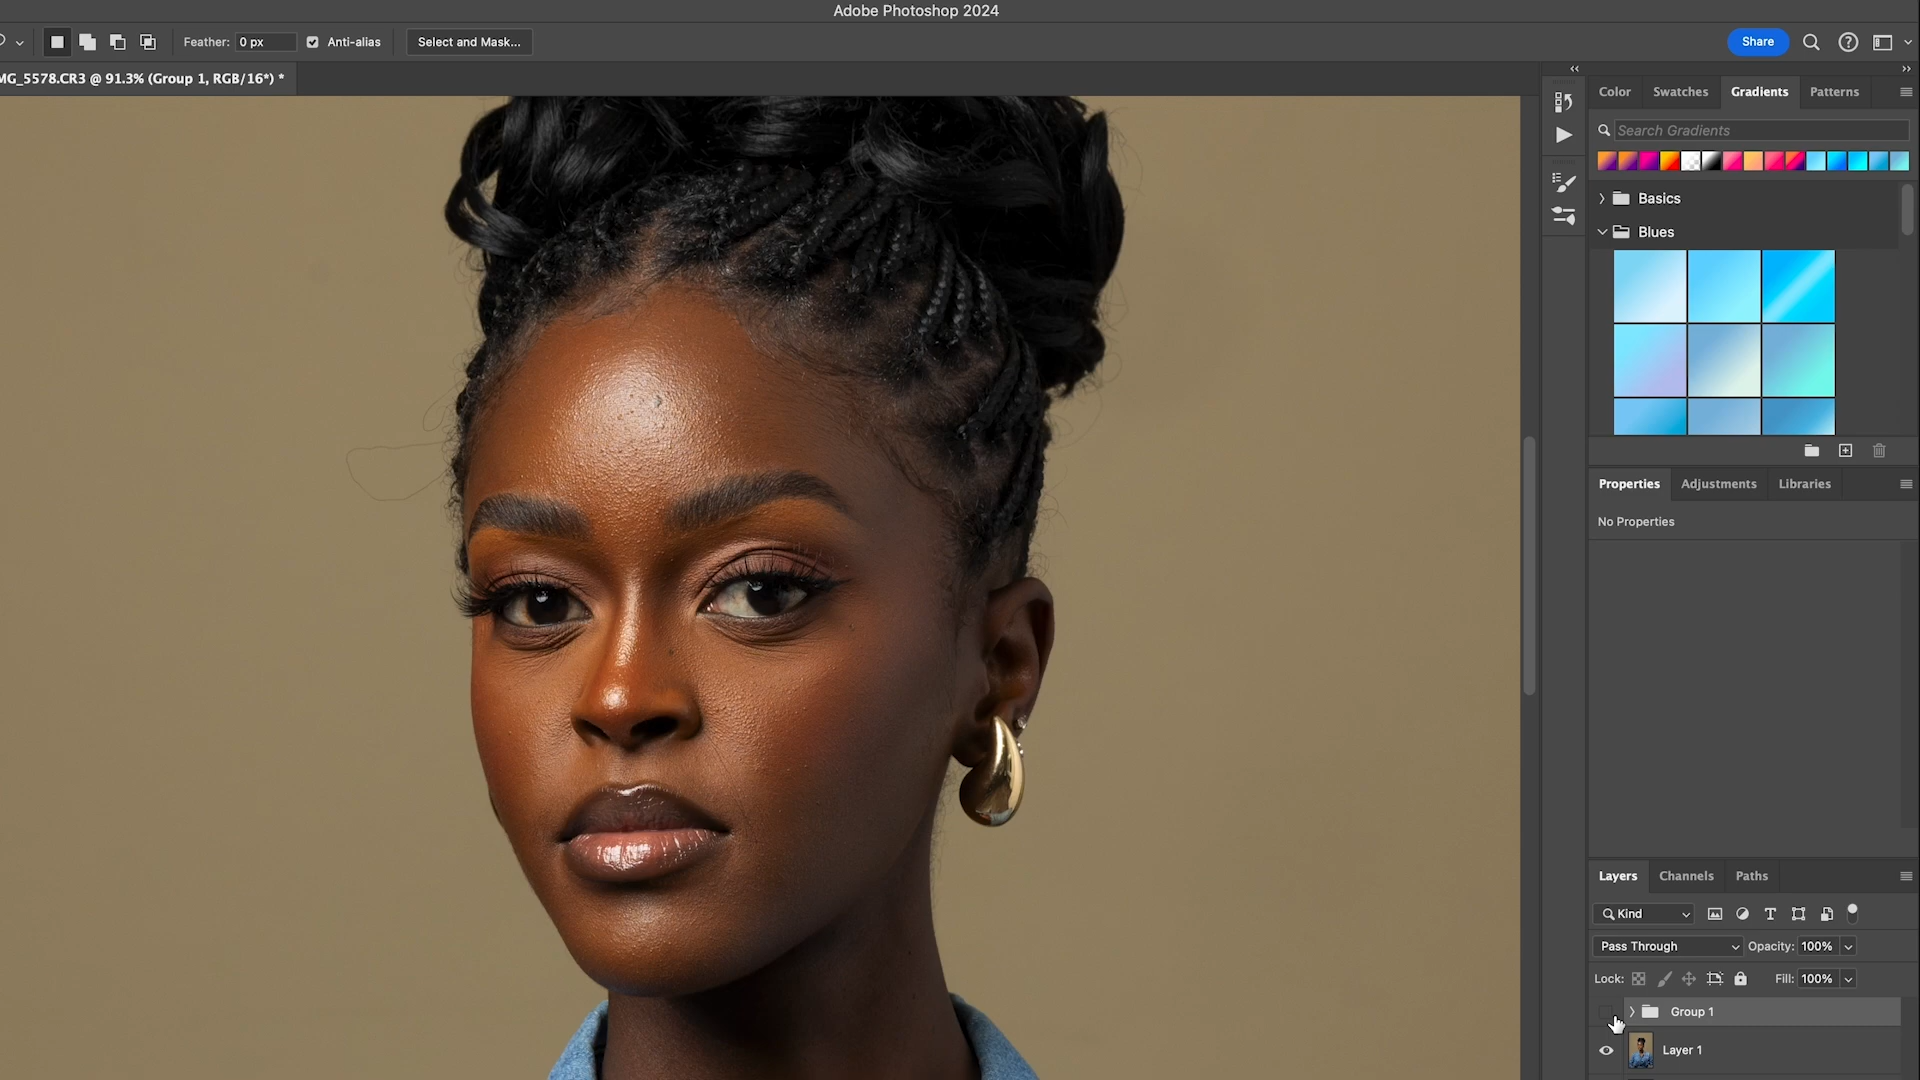 Adobe Photoshop 2024
Feather: 0 px Anti-alias Select and Mask... Share
MG_5578.CR3 @ 91.3% (Group 1, RGB/16*) *
Color Swatches Gradients Patterns
Search Gradients
Basics
Blues
Properties Adjustments Libraries
No Properties
Layers Channels Paths
Kind
Pass Through Opacity: 100%
Lock: Fill: 100%
Group 1
Layer 1